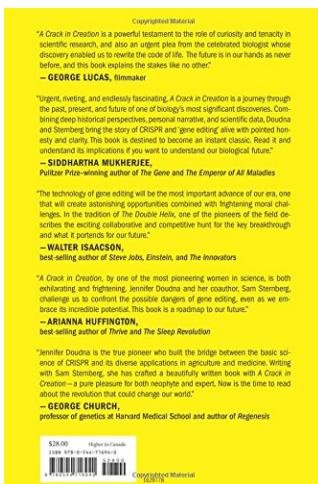 Copyrighted Material
"A Crack in Creation is a powerful testament to the role of curiosity and tenacity in
scientific research, and also an urgent plea from the celebrated biologist whose
discovery enabled us to rewrite the code of life. The future is in our hands as never
before, and this book explains the stakes like no other."
— GEORGE LUCAS, filmmaker
"Urgent, riveting, and endlessly fascinating, A Crack in Creation is a journey through
the past, present, and future of one of biology's most significant discoveries. Com-
bining deep historical perspectives, personal narrative, and scientific data, Doudna
and Sternberg bring the story of CRISPR and 'gene editing' alive with pointed hon-
esty and clarity. This book is destined to become an instant classic. Read it and
understand its implications if you want to understand our biological future."
— SIDDHARTHA MUKHERJEE,
Pulitzer Prize–winning author of The Gene and The Emperor of All Maladies
"The technology of gene editing will be the most important advance of our era, one
that will create astonishing opportunities combined with frightening moral chal-
lenges. In the tradition of The Double Helix, one of the pioneers of the field de-
scribes the exciting collaborative and competitive hunt for the key breakthrough
and what it portends for our future."
— WALTER ISAACSON,
best-selling author of Steve Jobs, Einstein, and The Innovators
"A Crack in Creation, by one of the most pioneering women in science, is both
exhilarating and frightening. Jennifer Doudna and her coauthor, Sam Sternberg,
challenge us to confront the possible dangers of gene editing, even as we em-
brace its incredible potential. This book is a roadmap to our future."
— ARIANNA HUFFINGTON,
best-selling author of Thrive and The Sleep Revolution
"Jennifer Doudna is the true pioneer who built the bridge between the basic sci-
ence of CRISPR and its diverse applications in agriculture and medicine. Writing
with Sam Sternberg, she has crafted a beautifully written book with A Crack in
Creation — a pure pleasure for both neophyte and expert. Now is the time to read
about the revolution that could change our world."
— GEORGE CHURCH,
professor of genetics at Harvard Medical School and author of Regenesis
$28.00 Higher in Canada
ISBN 978-0-544-71694-0
52800
9 780544 716940
Copyrighted Material
1628178